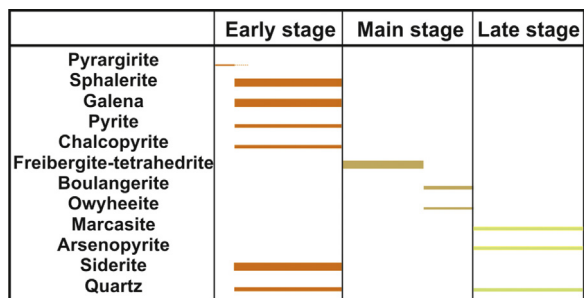 Early stage Main stage Late stage
Pyrargirite
Sphalerite
Galena
Pyrite
Chalcopyrite
Freibergite-tetrahedrite
Boulangerite
Owyheeite
Marcasite
Arsenopyrite
Siderite
Quartz